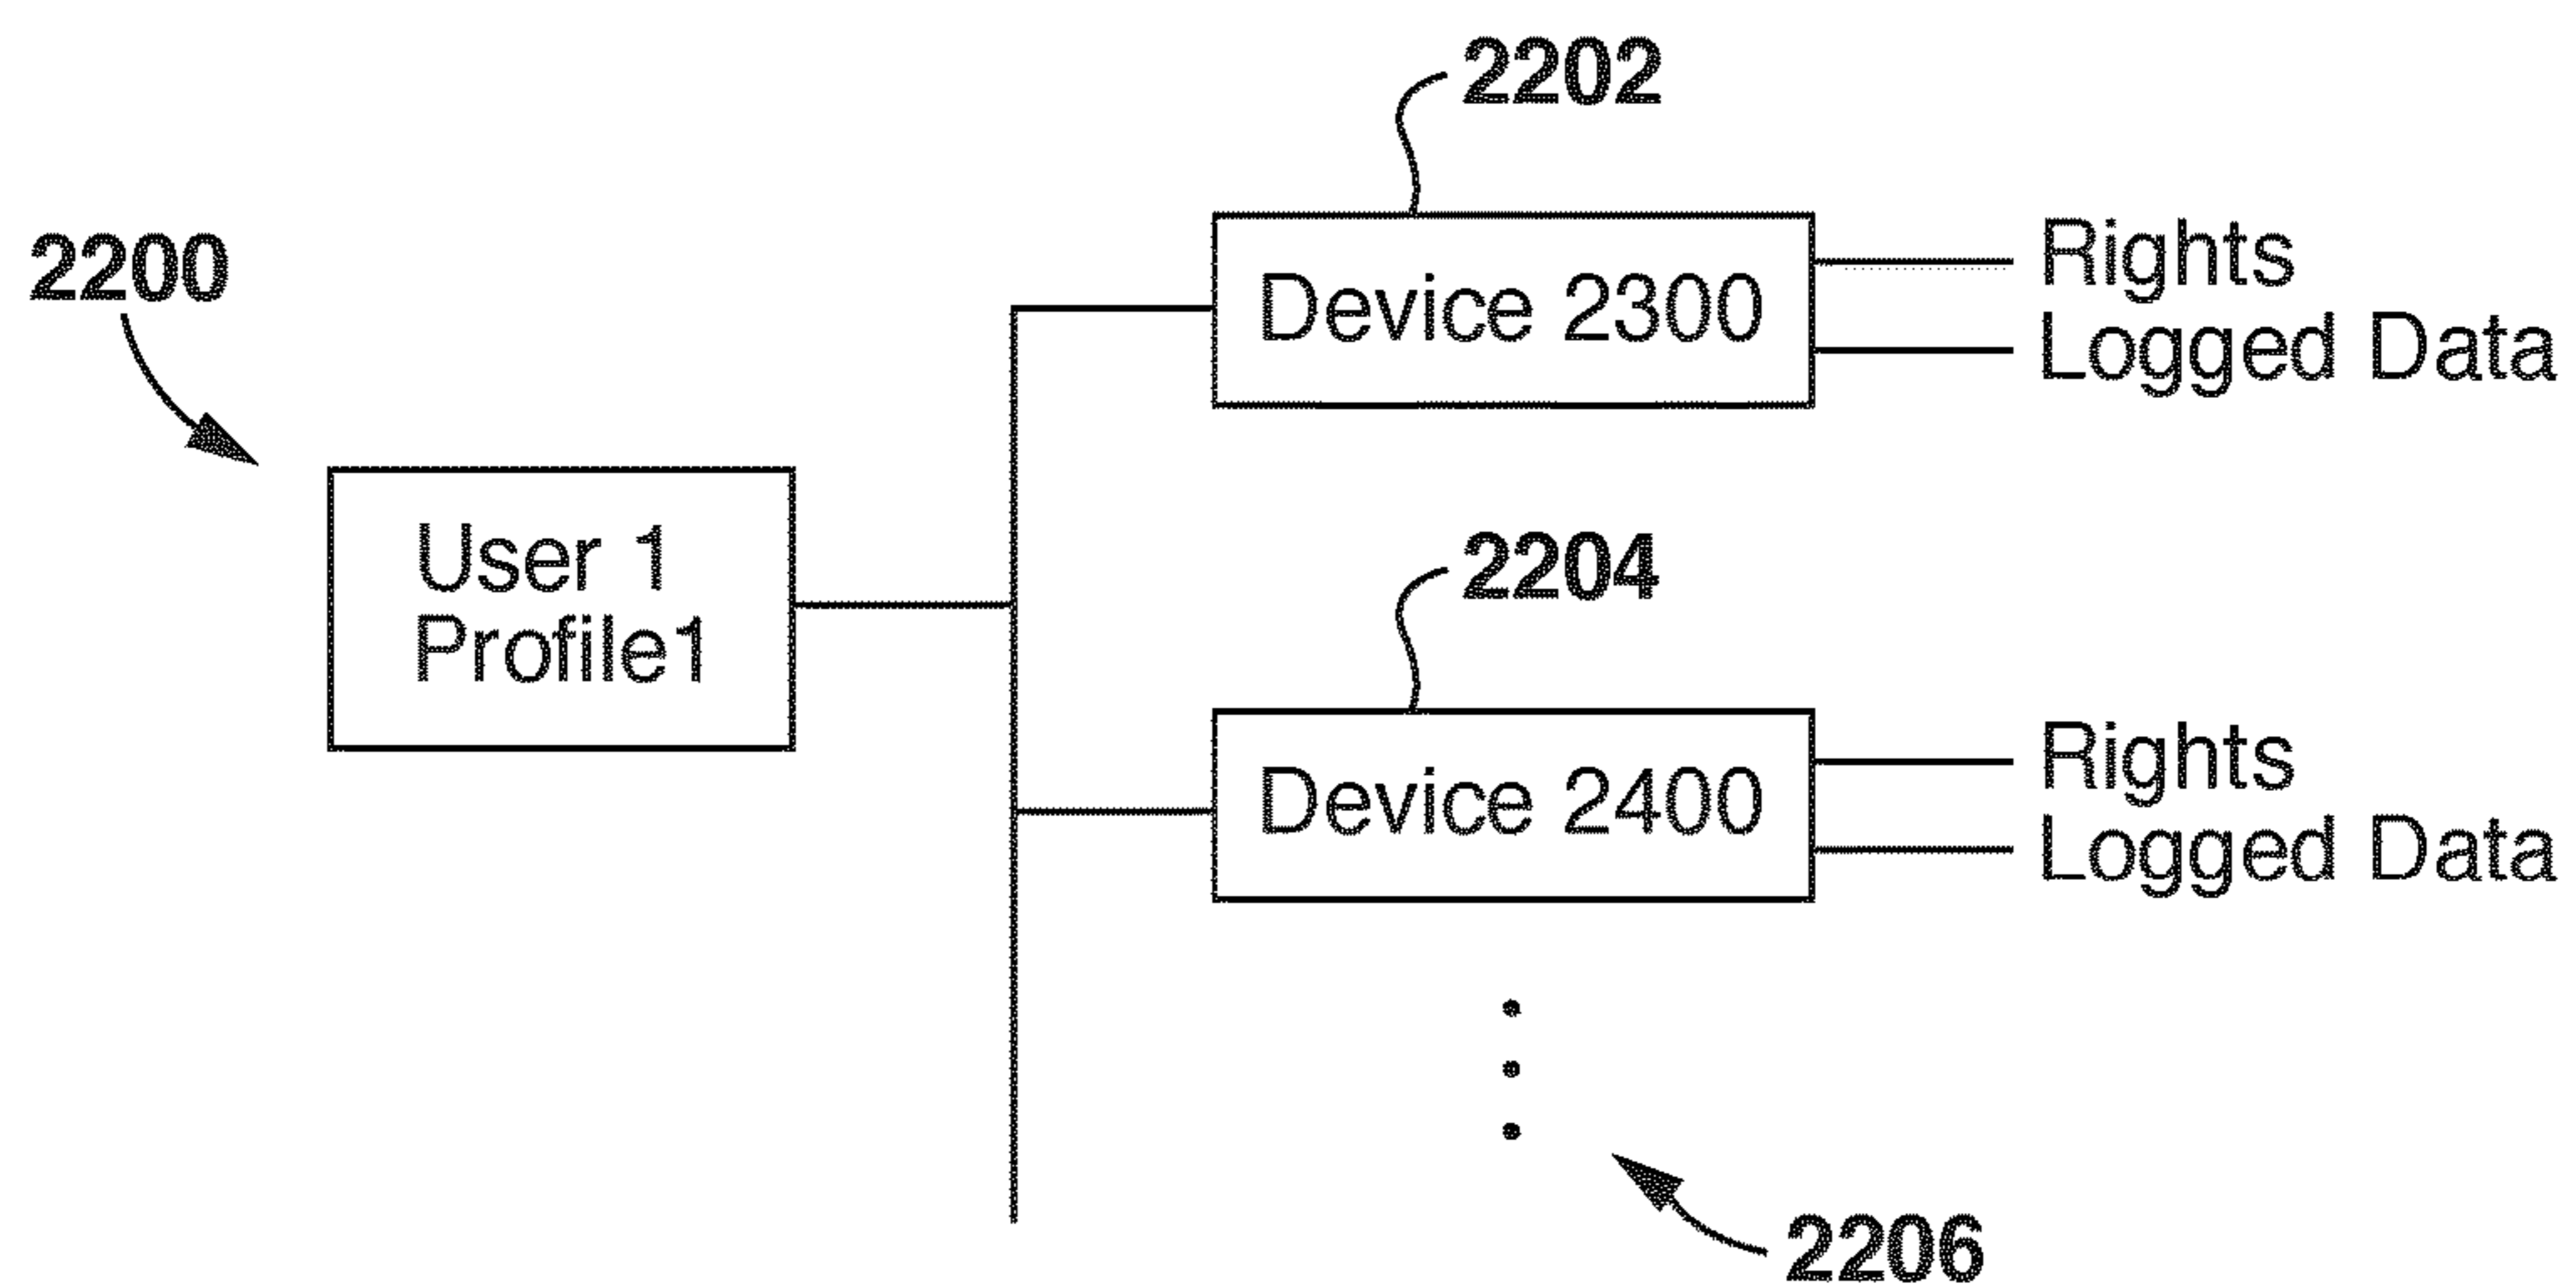 2202
2200
Device 2300
Rights
Logged Data
User 1
Profile1
2204
Device 2400
Rights
Logged Data
2206